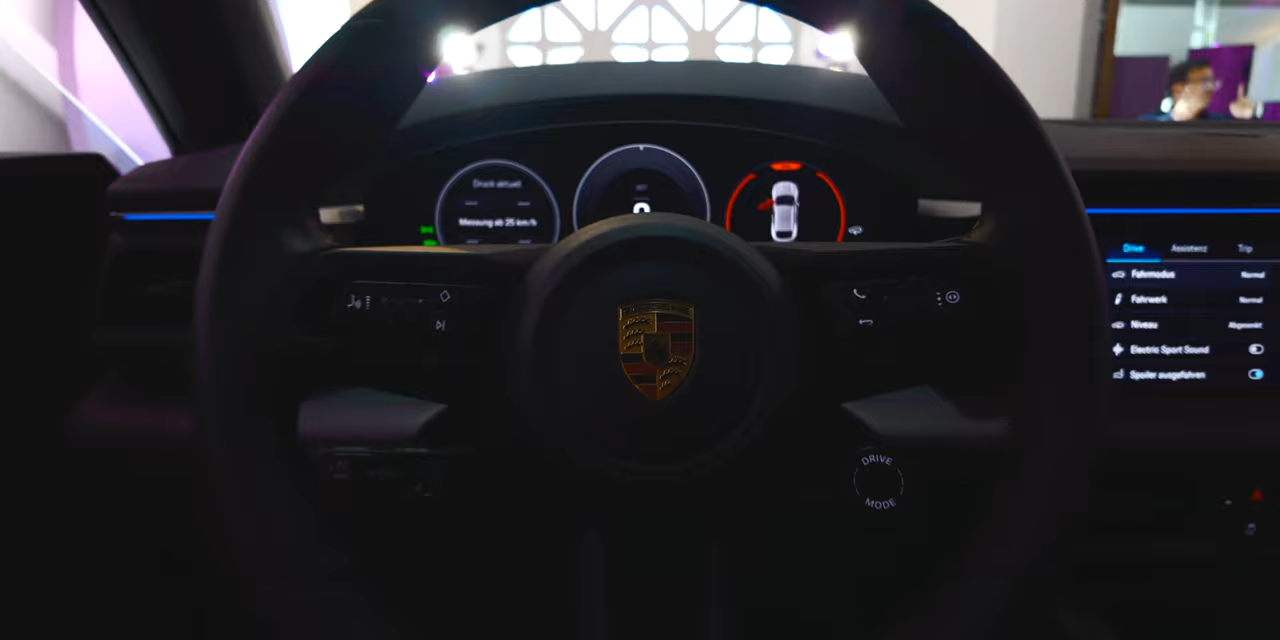 Druck aktuell
Messung ab 25 km/h
0
Drive Assistenz Trip
Fahrmodus Normal
Fahrwerk Normal
Niveau Abgesenkt
Electric Sport Sound
Spoiler ausgefahren
DRIVE
MODE